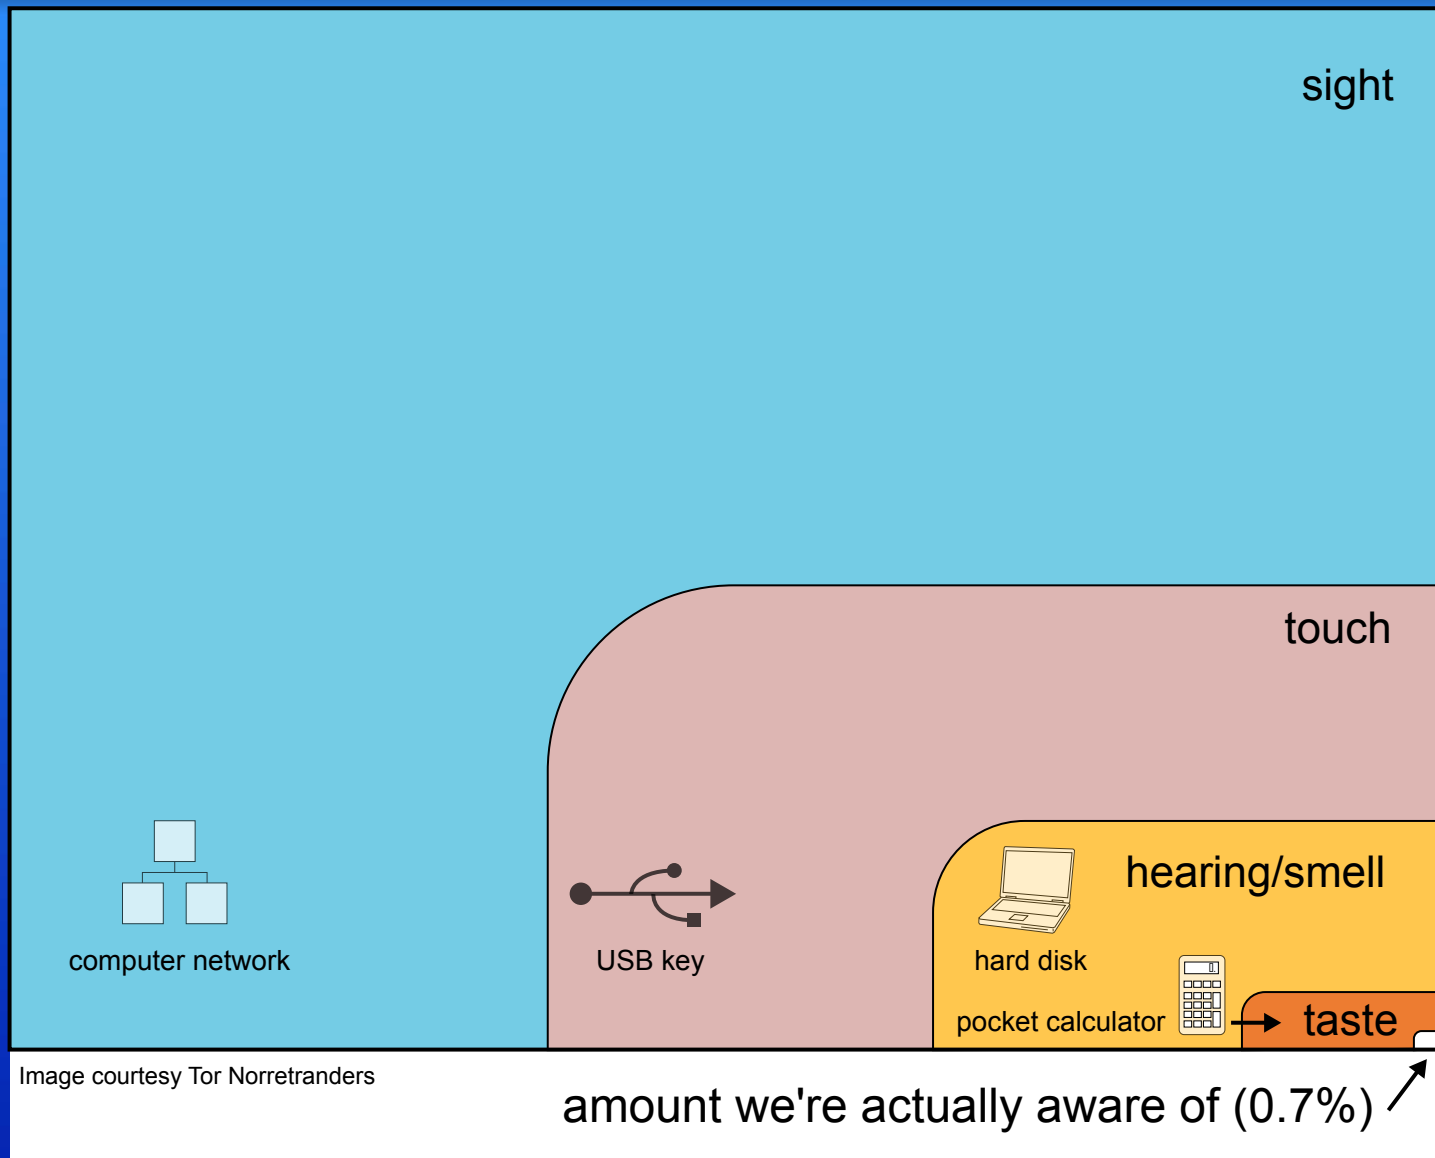 sight
touch
hearing/smell
computer network
USB key
hard disk
0.
pocket calculator
taste
Image courtesy Tor Norretranders
amount we're actually aware of (0.7%)